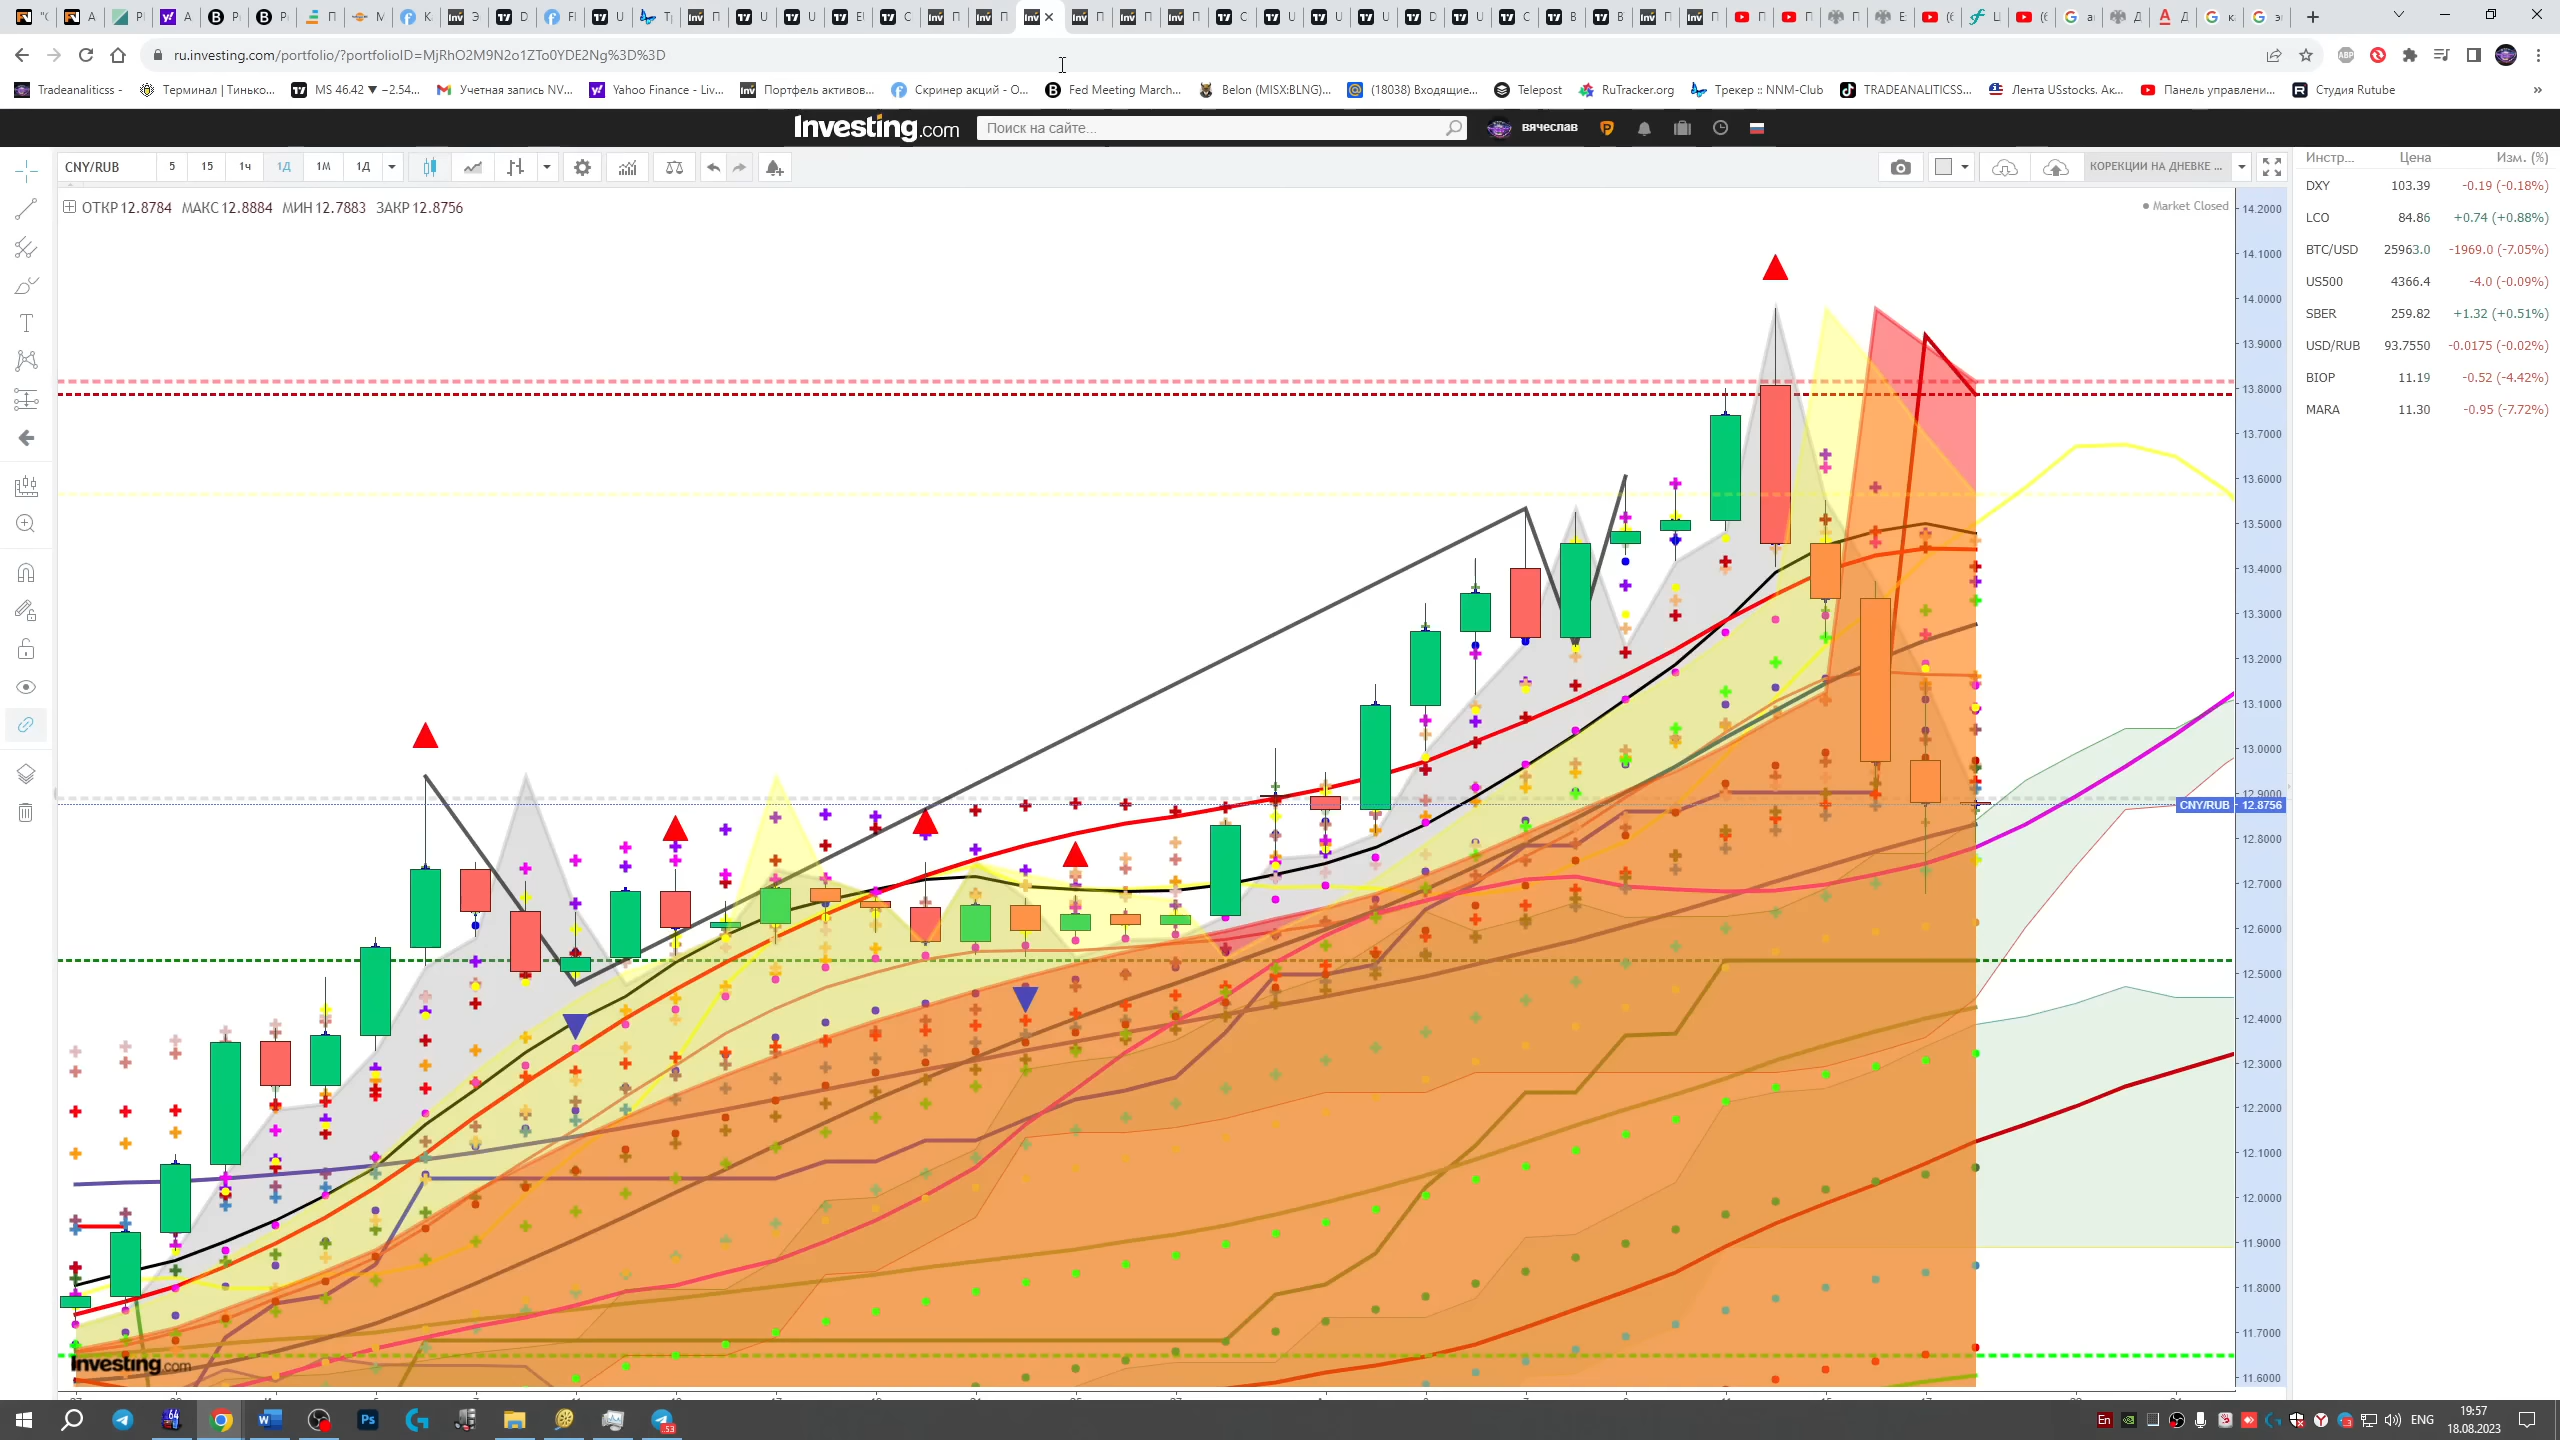 ru.investing.com/portfolio/?portfolioID=MjRhO2M9N2o1ZTo0YDE2Ng%3D%3D
Tradeanaliticss -
Терминал | Тинько...
MS 46.42 ▼ −2.54...
Учетная запись NV...
Yahoo Finance - Liv...
Портфель активов...
Скринер акций - О...
Fed Meeting March...
Belon (MISX:BLNG)...
(18038) Входящие...
Telepost
RuTracker.org
Трекер :: NNM-Club
TRADEANALITICSS...
Лента USstocks. Ак...
Панель управлени...
Студия Rutube
Investing.com
Поиск на сайте...
вячеслав
CNY/RUB 5 15 1ч 1Д 1М 1Д
КОРЕКЦИИ НА ДНЕВКЕ ...
ОТКР 12.8784 МАКС 12.8884 МИН 12.7883 ЗАКР 12.8756
Market Closed
Инстр... Цена Изм. (%)
DXY 103.39 -0.19 (-0.18%)
LCO 84.86 +0.74 (+0.88%)
BTC/USD 25963.0 -1969.0 (-7.05%)
US500 4366.4 -4.0 (-0.09%)
SBER 259.82 +1.32 (+0.51%)
USD/RUB 93.7550 -0.0175 (-0.02%)
BIOP 11.19 -0.52 (-4.42%)
MARA 11.30 -0.95 (-7.72%)
14.2000
14.1000
14.0000
13.9000
13.8000
13.7000
13.6000
13.5000
13.4000
13.3000
13.2000
13.1000
13.0000
12.9000
CNY/RUB 12.8756
12.8000
12.7000
12.6000
12.5000
12.4000
12.3000
12.2000
12.1000
12.0000
11.9000
11.8000
11.7000
11.6000
Investing.com
ENG
19:57
18.08.2023